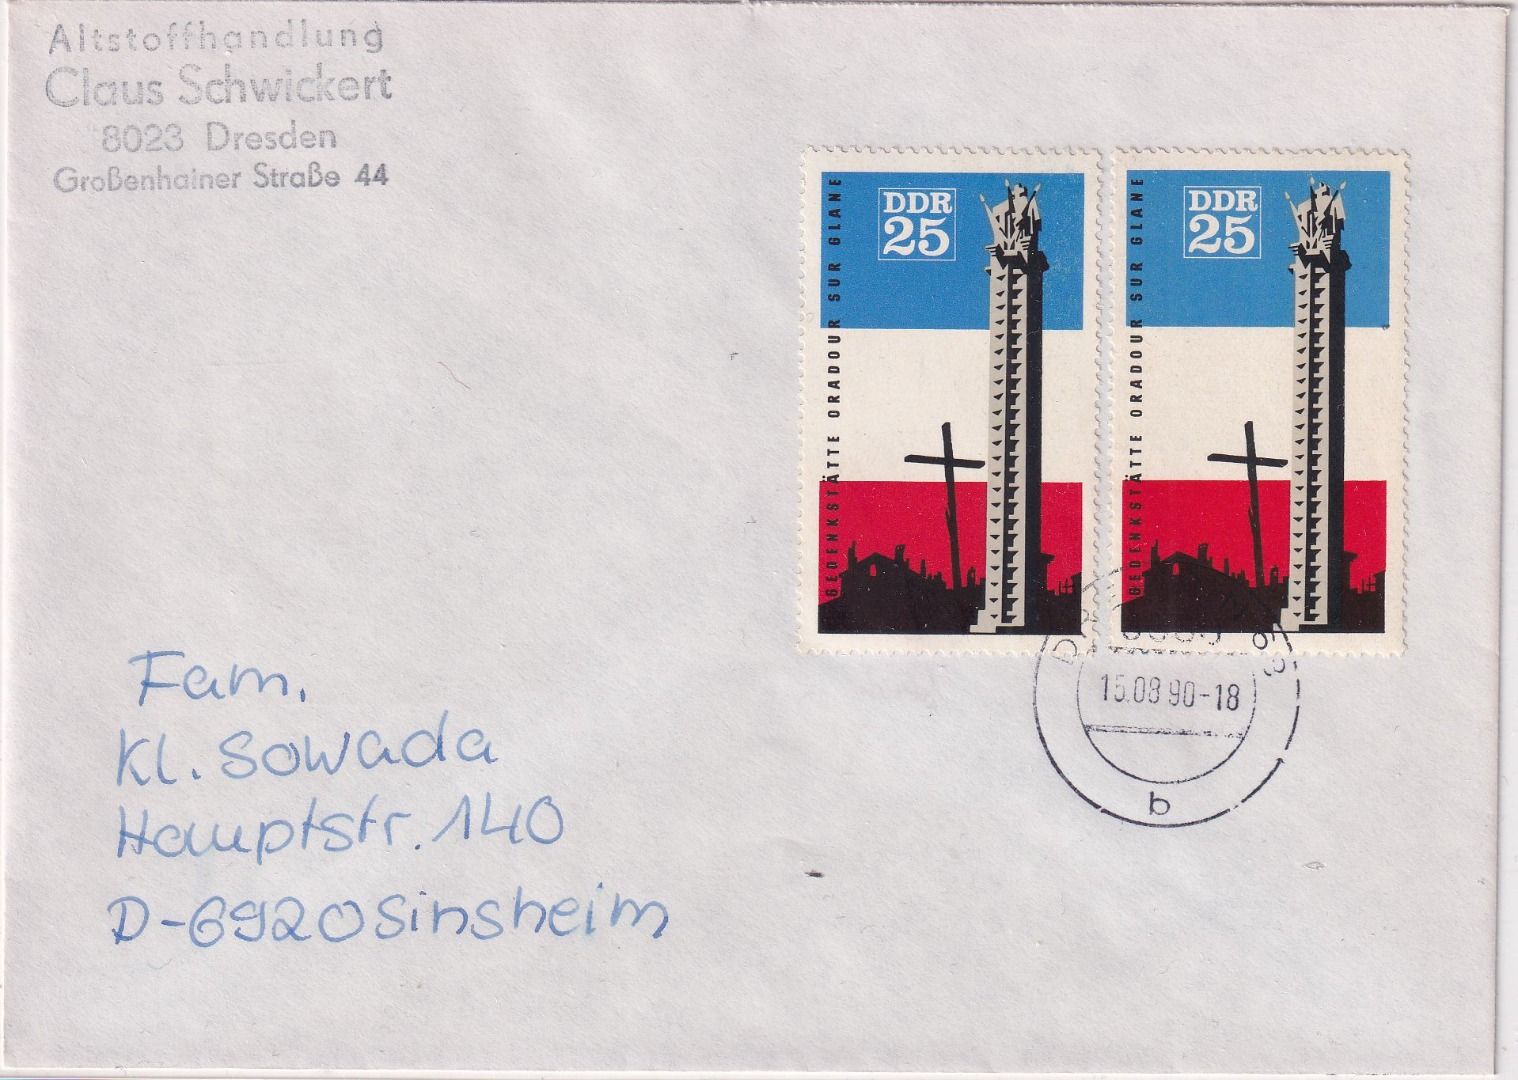 Altstoffhandlung
Claus Schwickert
8023 Dresden
Großenhainer Straße 44
DDR
25
GEDENKSTÄTTE ORADOUR SUR GLANE
DDR
25
GEDENKSTÄTTE ORADOUR SUR GLANE
15.08.90-18
b
Fam.
Kl. Sowada
Hauptstr. 140
D-6920 Sinsheim